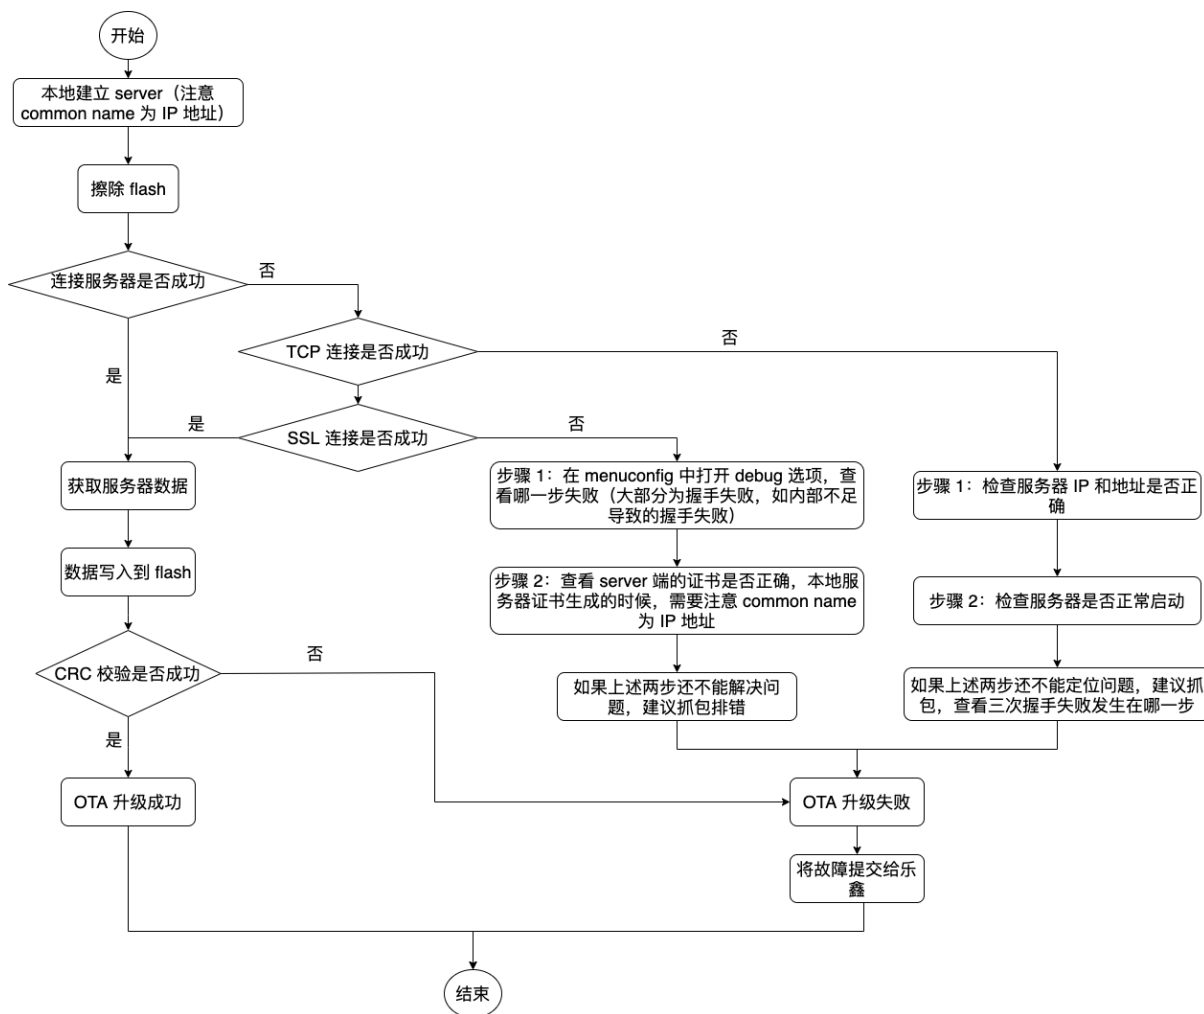 开始
本地建立 server（注意
common name 为 IP 地址）
擦除 flash
连接服务器是否成功
否
TCP 连接是否成功
否
是
SSL 连接是否成功
是
否
获取服务器数据
步骤 1：在 menuconfig 中打开 debug 选项，查
看哪一步失败（大部分为握手失败，如内部不足
导致的握手失败）
步骤 1：检查服务器 IP 和地址是否正
确
数据写入到 flash
步骤 2：查看 server 端的证书是否正确，本地服
务器证书生成的时候，需要注意 common name
为 IP 地址
步骤 2：检查服务器是否正常启动
CRC 校验是否成功
否
如果上述两步还不能解决问
题，建议抓包排错
如果上述两步还不能定位问题，建议抓
包，查看三次握手失败发生在哪一步
是
OTA 升级成功
OTA 升级失败
将故障提交给乐
鑫
结束